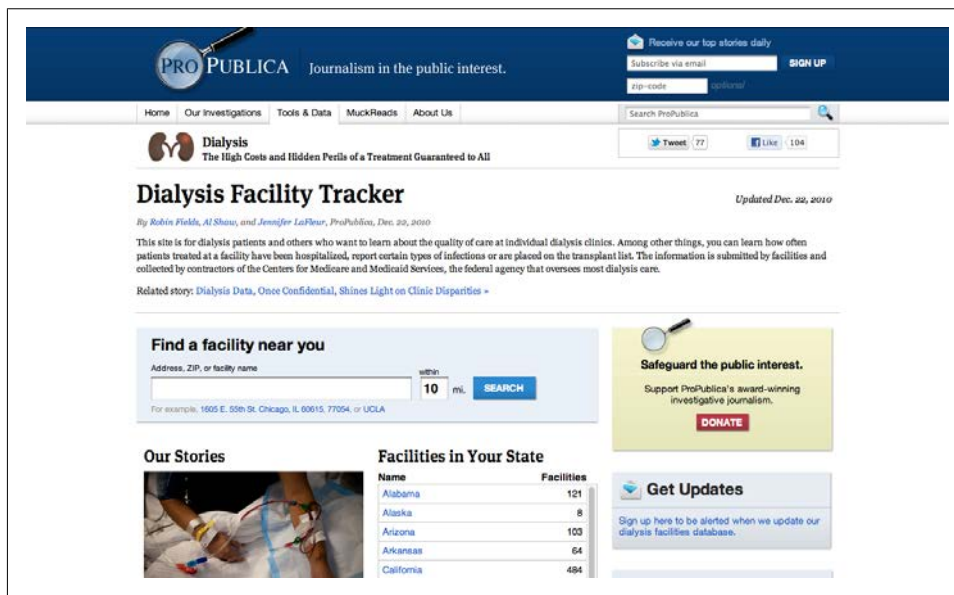 PROPUBLICA Journalism in the public interest.
Receive our top stories daily
Subscribe via email SIGN UP
zip-code optional
Home Our Investigations Tools & Data MuckReads About Us
Search ProPublica
Dialysis
The High Costs and Hidden Perils of a Treatment Guaranteed to All
Tweet 77 Like 104
Dialysis Facility Tracker
Updated Dec. 22, 2010
By Robin Fields, Al Shaw, and Jennifer LaFleur, ProPublica, Dec. 22, 2010
This site is for dialysis patients and others who want to learn about the quality of care at individual dialysis clinics. Among other things, you can learn how often
patients treated at a facility have been hospitalized, report certain types of infections or are placed on the transplant list. The information is submitted by facilities and
collected by contractors of the Centers for Medicare and Medicaid Services, the federal agency that oversees most dialysis care.
Related story: Dialysis Data, Once Confidential, Shines Light on Clinic Disparities »
Find a facility near you
Address, ZIP, or facility name within
10 mi. SEARCH
For example, 1605 E. 55th St. Chicago, IL 60615, 77054, or UCLA
Safeguard the public interest.
Support ProPublica's award-winning
investigative journalism.
DONATE
Our Stories
Facilities in Your State
Name Facilities
Alabama 121
Alaska 8
Arizona 103
Arkansas 64
California 484
Get Updates
Sign up here to be alerted when we update our
dialysis facilities database.